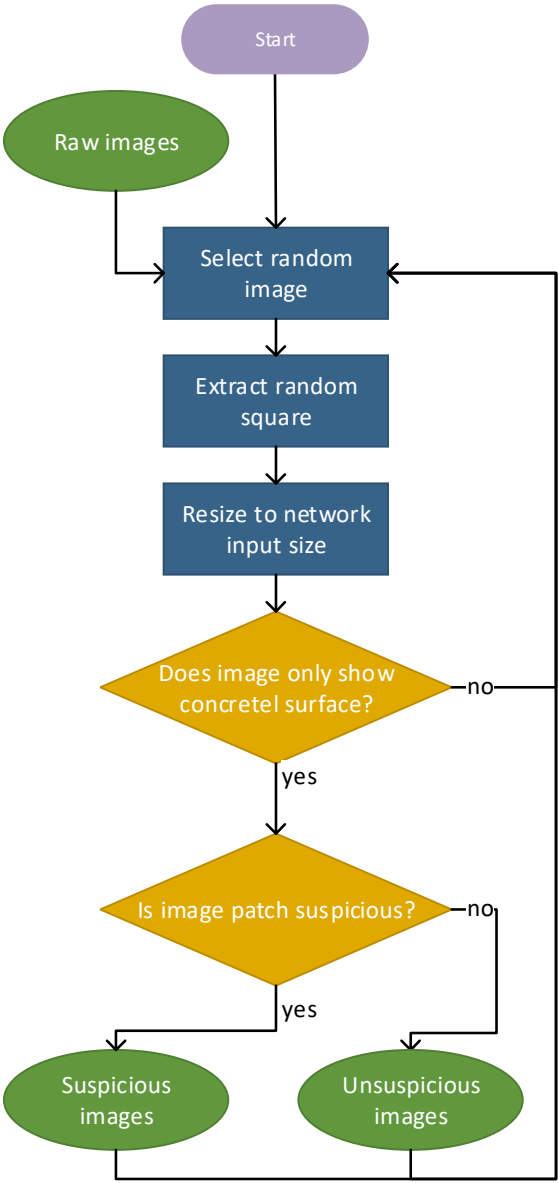 Start
Raw images
Select random
image
Extract random
square
Resize to network
input size
Does image only show
concretel surface?
no
yes
Is image patch suspicious?
no
yes
Suspicious
images
Unsuspicious
images